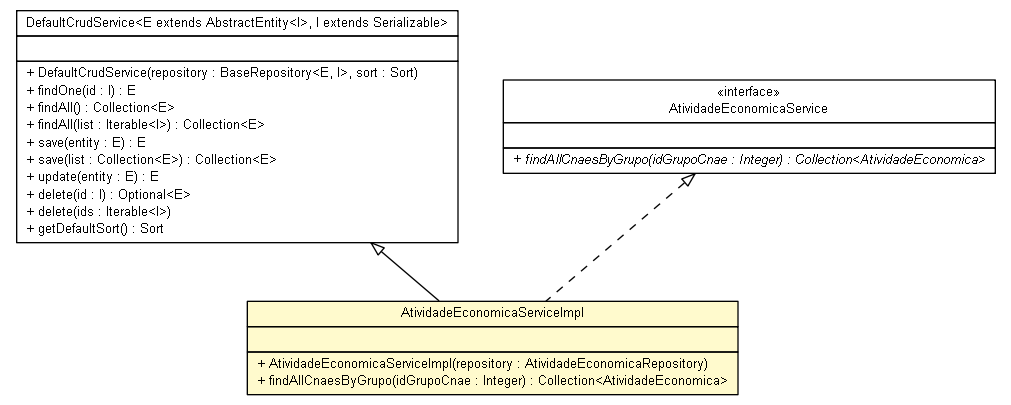 DefaultCrudService<E extends AbstractEntity<I>, I extends Serializable>
+ DefaultCrudService(repository : BaseRepository<E, I>, sort : Sort)
+ findOne(id : I) : E
+ findAll() : Collection<E>
+ findAll(list : Iterable<I>) : Collection<E>
+ save(entity : E) : E
+ save(list : Collection<E>) : Collection<E>
+ update(entity : E) : E
+ delete(id : I) : Optional<E>
+ delete(ids : Iterable<I>)
+ getDefaultSort() : Sort
«interface»
AtividadeEconomicaService
+ findAllCnaesByGrupo(idGrupoCnae : Integer) : Collection<AtividadeEconomica>
AtividadeEconomicaServiceImpl
+ AtividadeEconomicaServiceImpl(repository : AtividadeEconomicaRepository)
+ findAllCnaesByGrupo(idGrupoCnae : Integer) : Collection<AtividadeEconomica>